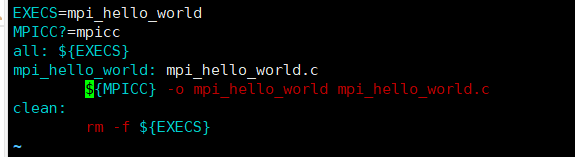 EXECS=mpi_hello_world
MPICC?=mpicc
all: ${EXECS}
mpi_hello_world: mpi_hello_world.c
        ${MPICC} -o mpi_hello_world mpi_hello_world.c
clean:
        rm -f ${EXECS}
~